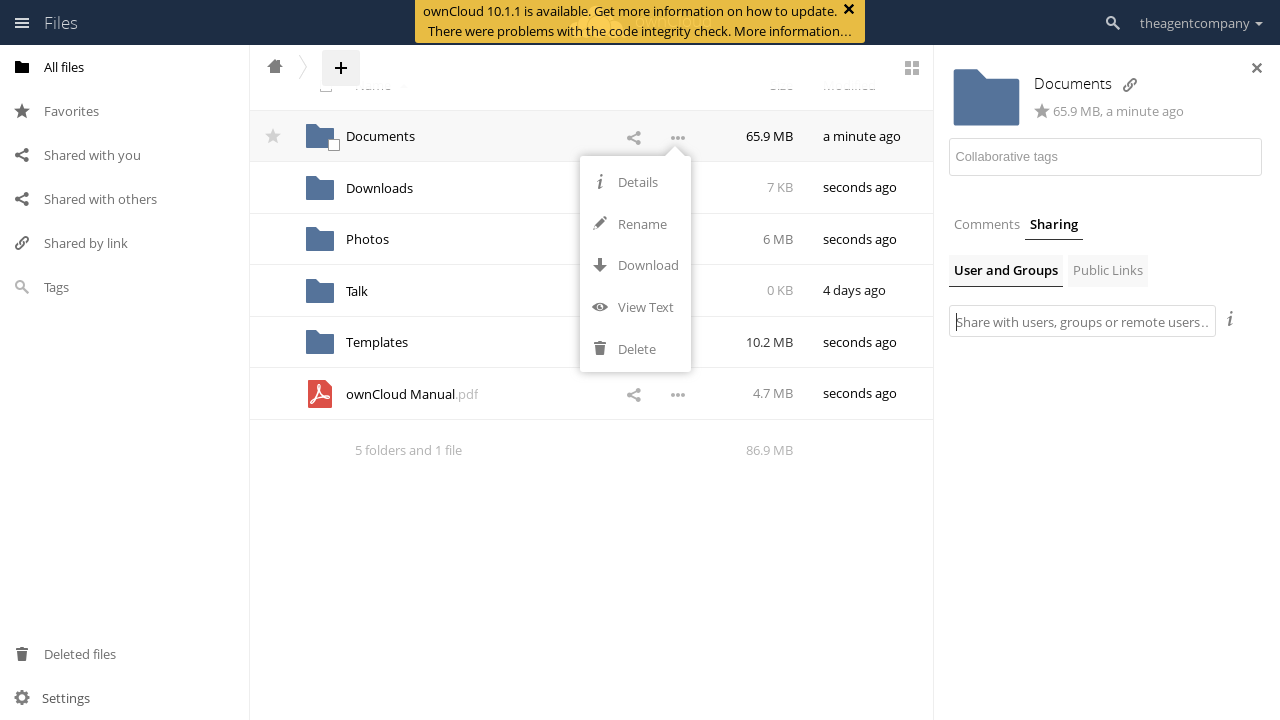 Files
ownCloud 10.1.1 is available. Get more information on how to update.
There were problems with the code integrity check. More information…
theagentcompany
All files
Favorites
Shared with you
Shared with others
Shared by link
Tags
Deleted files
Settings
Name
Size
Modified
Documents
65.9 MB
a minute ago
Downloads
7 KB
seconds ago
Photos
6 MB
seconds ago
Talk
0 KB
4 days ago
Templates
10.2 MB
seconds ago
ownCloud Manual.pdf
4.7 MB
seconds ago
5 folders and 1 file
86.9 MB
Details
Rename
Download
View Text
Delete
Documents
65.9 MB, a minute ago
Collaborative tags
Comments
Sharing
User and Groups
Public Links
Share with users, groups or remote users…